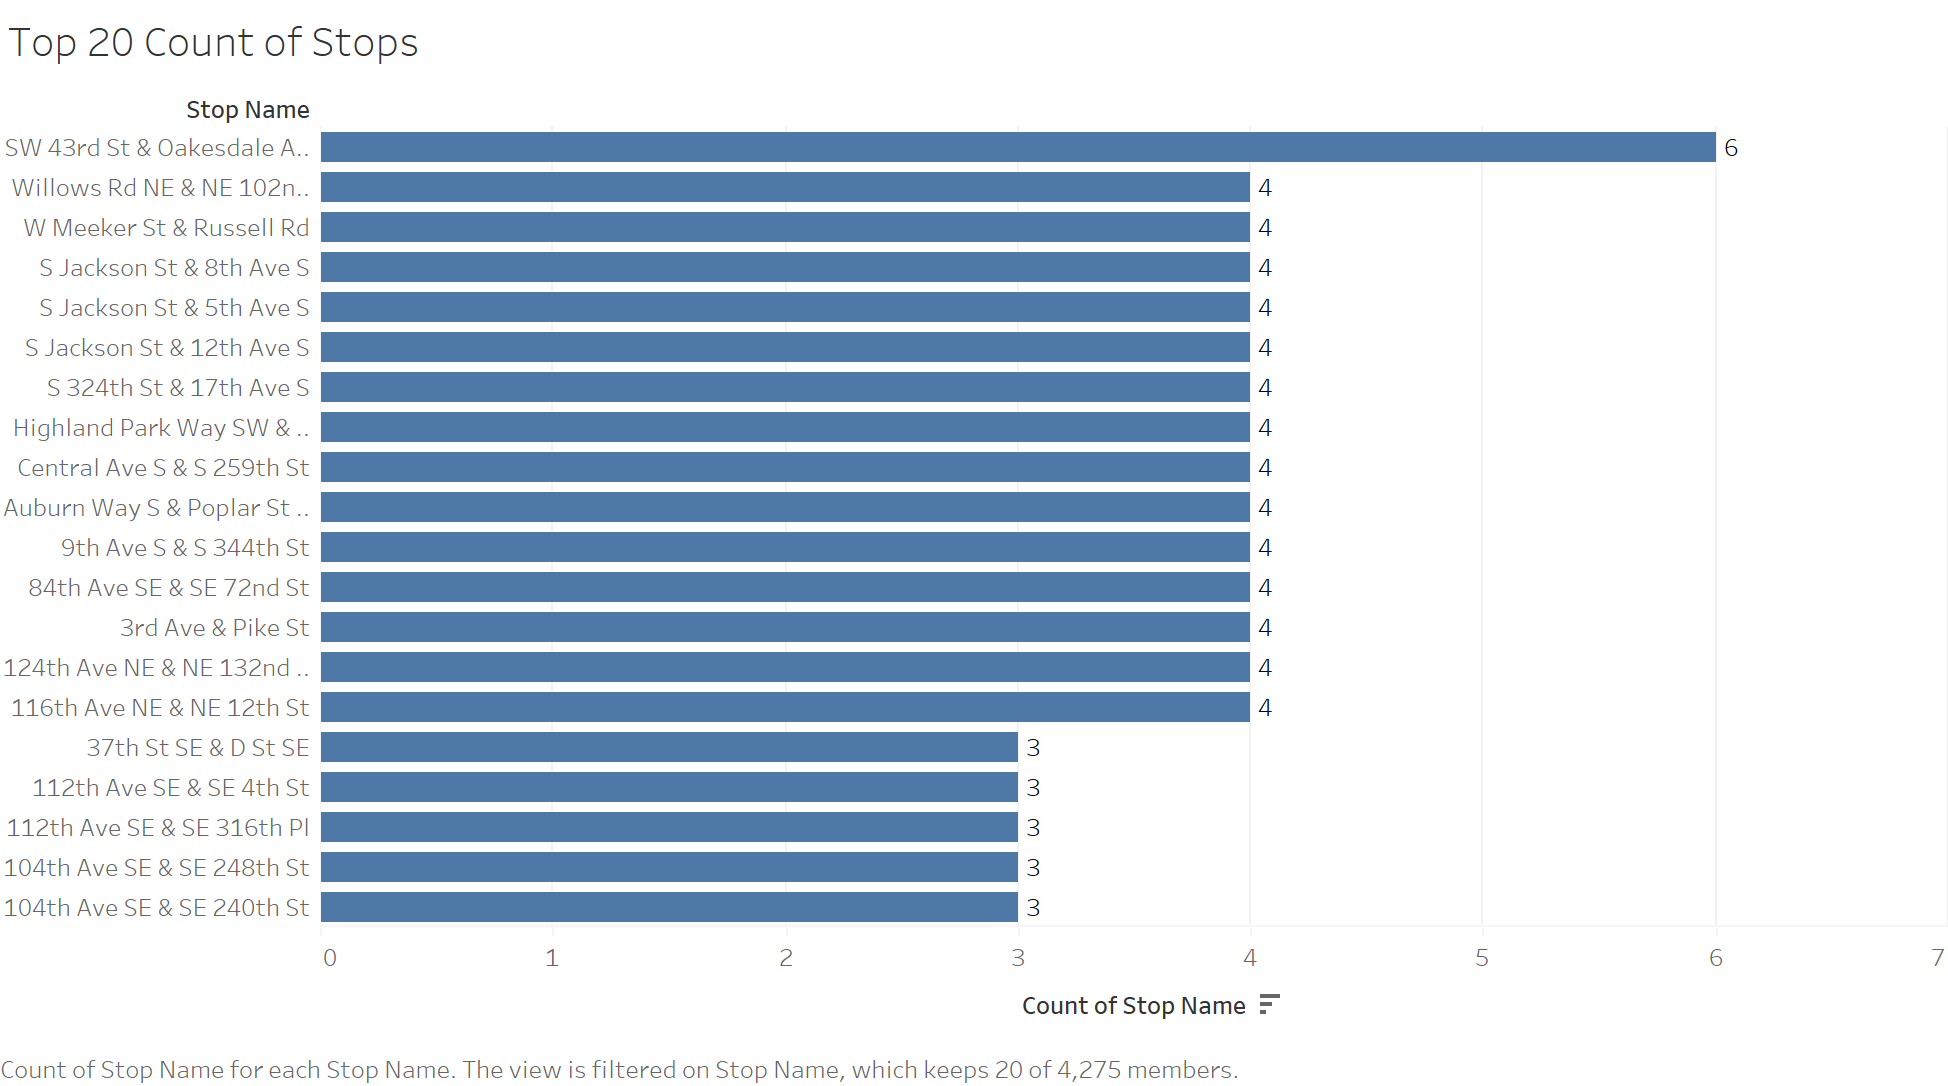 Top 20 Count of Stops
Stop Name
SW 43rd St & Oakesdale A.. 6
Willows Rd NE & NE 102n.. 4
W Meeker St & Russell Rd 4
S Jackson St & 8th Ave S 4
S Jackson St & 5th Ave S 4
S Jackson St & 12th Ave S 4
S 324th St & 17th Ave S 4
Highland Park Way SW & .. 4
Central Ave S & S 259th St 4
Auburn Way S & Poplar St .. 4
9th Ave S & S 344th St 4
84th Ave SE & SE 72nd St 4
3rd Ave & Pike St 4
124th Ave NE & NE 132nd .. 4
116th Ave NE & NE 12th St 4
37th St SE & D St SE 3
112th Ave SE & SE 4th St 3
112th Ave SE & SE 316th Pl 3
104th Ave SE & SE 248th St 3
104th Ave SE & SE 240th St 3
0 1 2 3 4 5 6 7
Count of Stop Name
Count of Stop Name for each Stop Name. The view is filtered on Stop Name, which keeps 20 of 4,275 members.